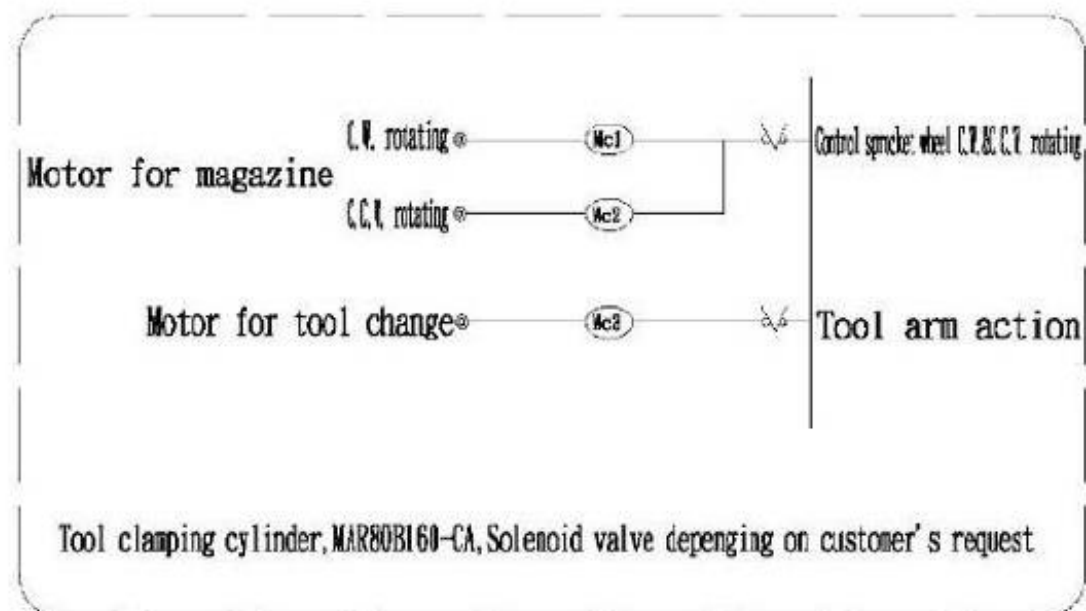 C.W. rotating
Mc1
Control sprocket wheel C.W.&C.C.W. rotating
Motor for magazine
C.C.W. rotating
Mc2
Motor for tool change
Mc3
Tool arm action
Tool clamping cylinder,MAR80B160-CA,Solenoid valve depenging on customer's request